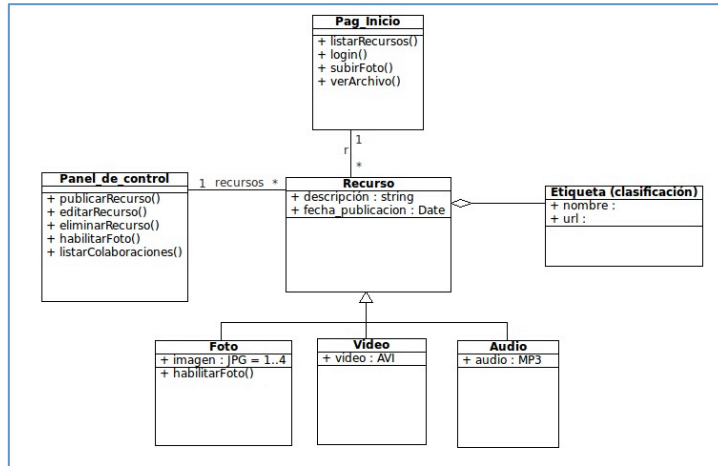 Pag_Inicio
+ listarRecursos()
+ login()
+ subirFoto()
+ verArchivo()
1
r
*
Panel_de_control
+ publicarRecurso()
+ editarRecurso()
+ eliminarRecurso()
+ habilitarFoto()
+ listarColaboraciones()
1 recursos *
Recurso
+ descripción : string
+ fecha_publicacion : Date
Etiqueta (clasificación)
+ nombre :
+ url :
Foto
+ imagen : JPG = 1..4
+ habilitarFoto()
Video
+ video : AVI
Audio
+ audio : MP3